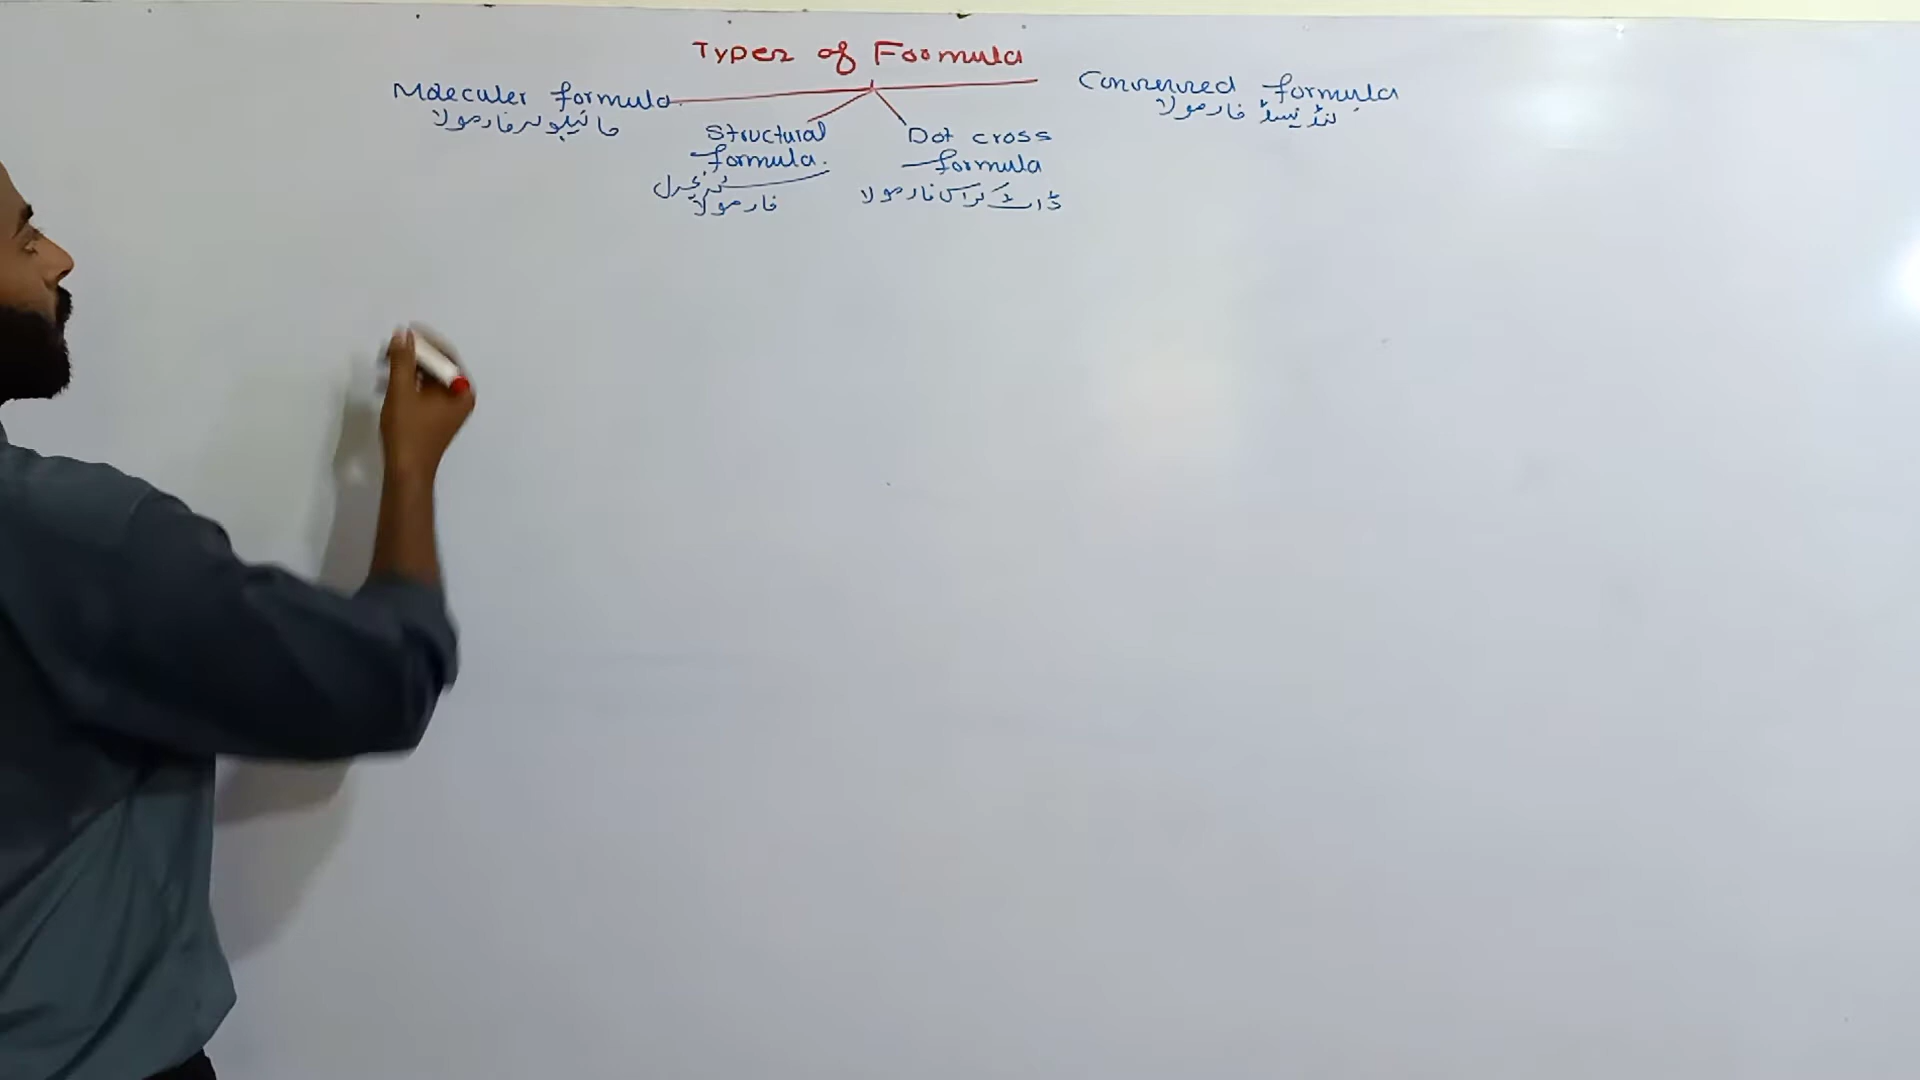 Types of Formula
Moleculer formula.
مالیکیولر فارمولا
Structural
formula.
سٹرکچرل
فارمولا
Dot cross
formula
ڈاٹ کراس فارمولا
Condensed formula
کنڈینسڈ فارمولا